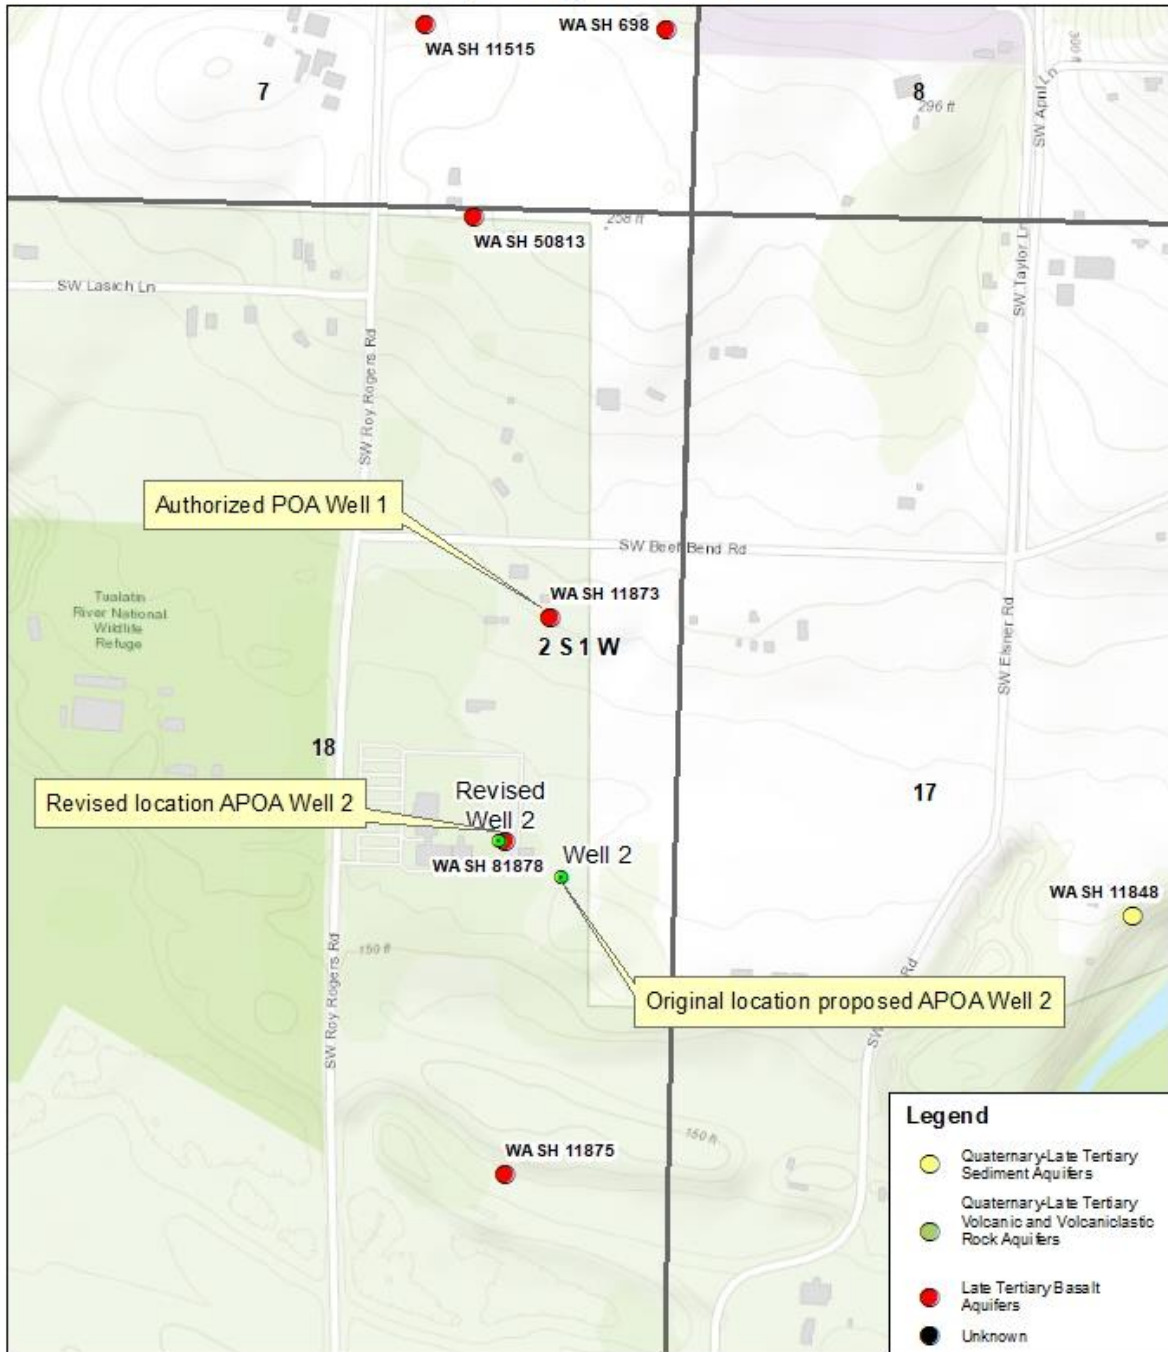 WA SH 11515
WA SH 698
7
8
296 ft
300 ft
SW April Ln
258 ft
WA SH 50813
SW Lasich Ln
SW Taylor Ln
SW Roy Rogers Rd
Authorized POA Well 1
SW Beef Bend Rd
Tualatin
River National
Wildlife
Refuge
WA SH 11873
2 S 1 W
SW Elsner Rd
18
Revised location APOA Well 2
Revised
Well 2
17
WA SH 81878
Well 2
WA SH 11848
150 ft
SW Roy Rogers Rd
Original location proposed APOA Well 2
Rd
SW
150 ft
WA SH 11875
Legend
Quaternary-Late Tertiary
Sediment Aquifers
Quaternary-Late Tertiary
Volcanic and Volcaniclastic
Rock Aquifers
Late Tertiary Basalt
Aquifers
Unknown